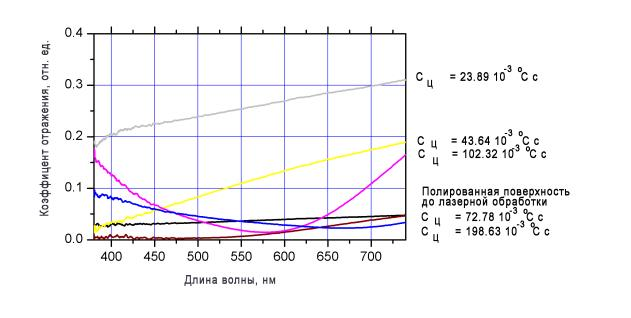 0.4
0.3
0.2
0.1
0.0
400 450 500 550 600 650 700
Коэффицент отражения, отн. ед.
Длина волны, нм
C Ц = 23.89 10⁻³ °C c
C Ц = 43.64 10⁻³ °C c
C Ц = 102.32 10⁻³ °C c
Полированная поверхность
до лазерной обработки
C Ц = 72.78 10⁻³ °C c
C Ц = 198.63 10⁻³ °C c